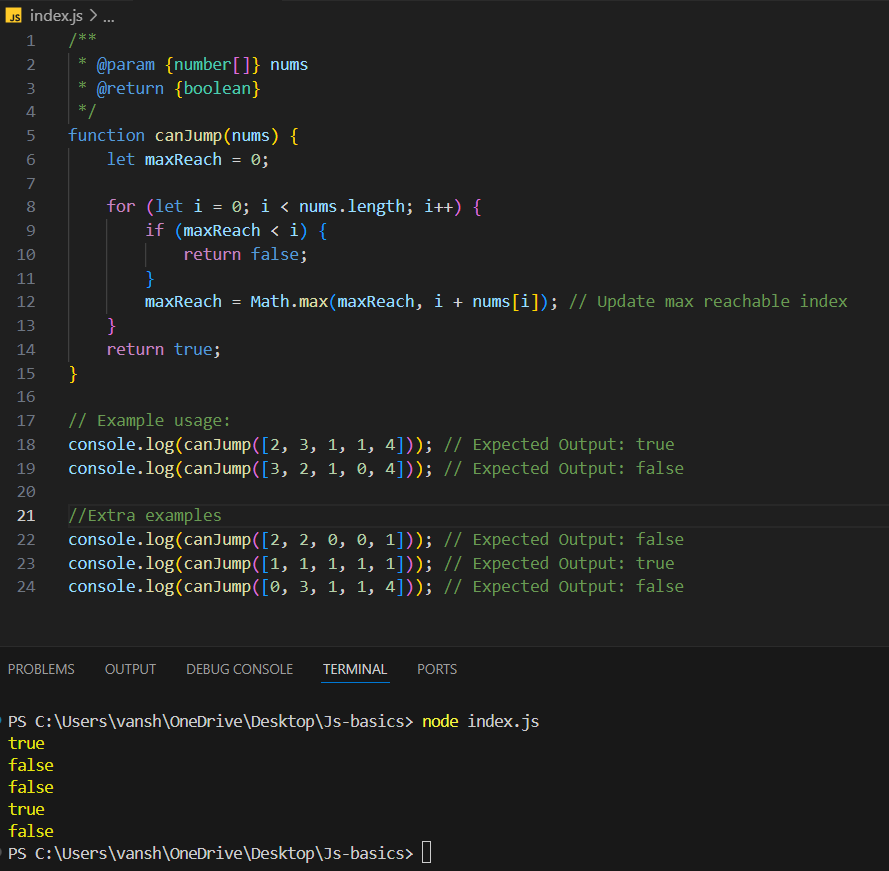 JS index.js > ...
1 /**
2  * @param {number[]} nums
3  * @return {boolean}
4  */
5 function canJump(nums) {
6     let maxReach = 0;
7
8     for (let i = 0; i < nums.length; i++) {
9         if (maxReach < i) {
10             return false;
11         }
12         maxReach = Math.max(maxReach, i + nums[i]); // Update max reachable index
13     }
14     return true;
15 }
16
17 // Example usage:
18 console.log(canJump([2, 3, 1, 1, 4])); // Expected Output: true
19 console.log(canJump([3, 2, 1, 0, 4])); // Expected Output: false
20
21 //Extra examples
22 console.log(canJump([2, 2, 0, 0, 1])); // Expected Output: false
23 console.log(canJump([1, 1, 1, 1, 1])); // Expected Output: true
24 console.log(canJump([0, 3, 1, 1, 4])); // Expected Output: false
PROBLEMS OUTPUT DEBUG CONSOLE TERMINAL PORTS
PS C:\Users\vansh\OneDrive\Desktop\Js-basics> node index.js
true
false
false
true
false
PS C:\Users\vansh\OneDrive\Desktop\Js-basics>